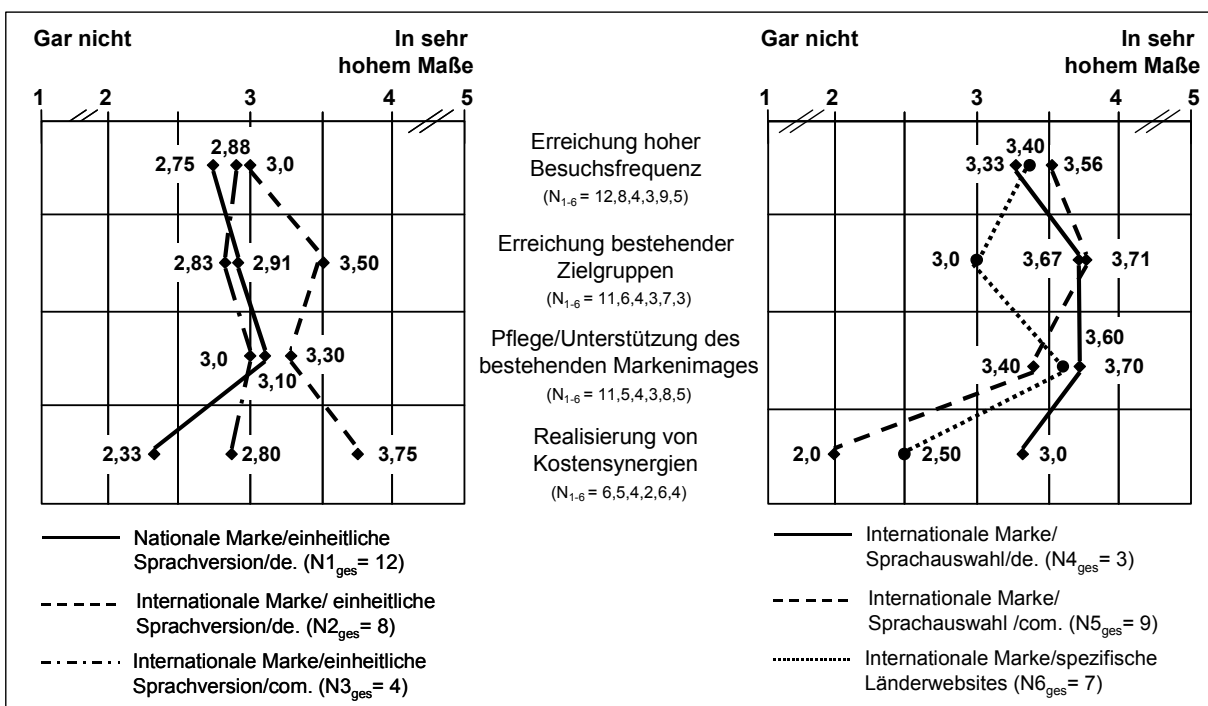 Gar nicht
In sehr
hohem Maße
1 2 3 4 5
2,75 2,88 3,0
2,83 2,91 3,50
3,0 3,10 3,30
2,33 2,80 3,75
Erreichung hoher
Besuchsfrequenz
(N1-6 = 12,8,4,3,9,5)
Erreichung bestehender
Zielgruppen
(N1-6 = 11,6,4,3,7,3)
Pflege/Unterstützung des
bestehenden Markenimages
(N1-6 = 11,5,4,3,8,5)
Realisierung von
Kostensynergien
(N1-6 = 6,5,4,2,6,4)
Gar nicht
In sehr
hohem Maße
1 2 3 4 5
3,33 3,40 3,56
3,0 3,67 3,71
3,60
3,40 3,70
2,0 2,50 3,0
Nationale Marke/einheitliche
Sprachversion/de. (N1ges= 12)
Internationale Marke/ einheitliche
Sprachversion/de. (N2ges= 8)
Internationale Marke/einheitliche
Sprachversion/com. (N3ges= 4)
Internationale Marke/
Sprachauswahl/de. (N4ges= 3)
Internationale Marke/
Sprachauswahl /com. (N5ges= 9)
Internationale Marke/spezifische
Länderwebsites (N6ges= 7)